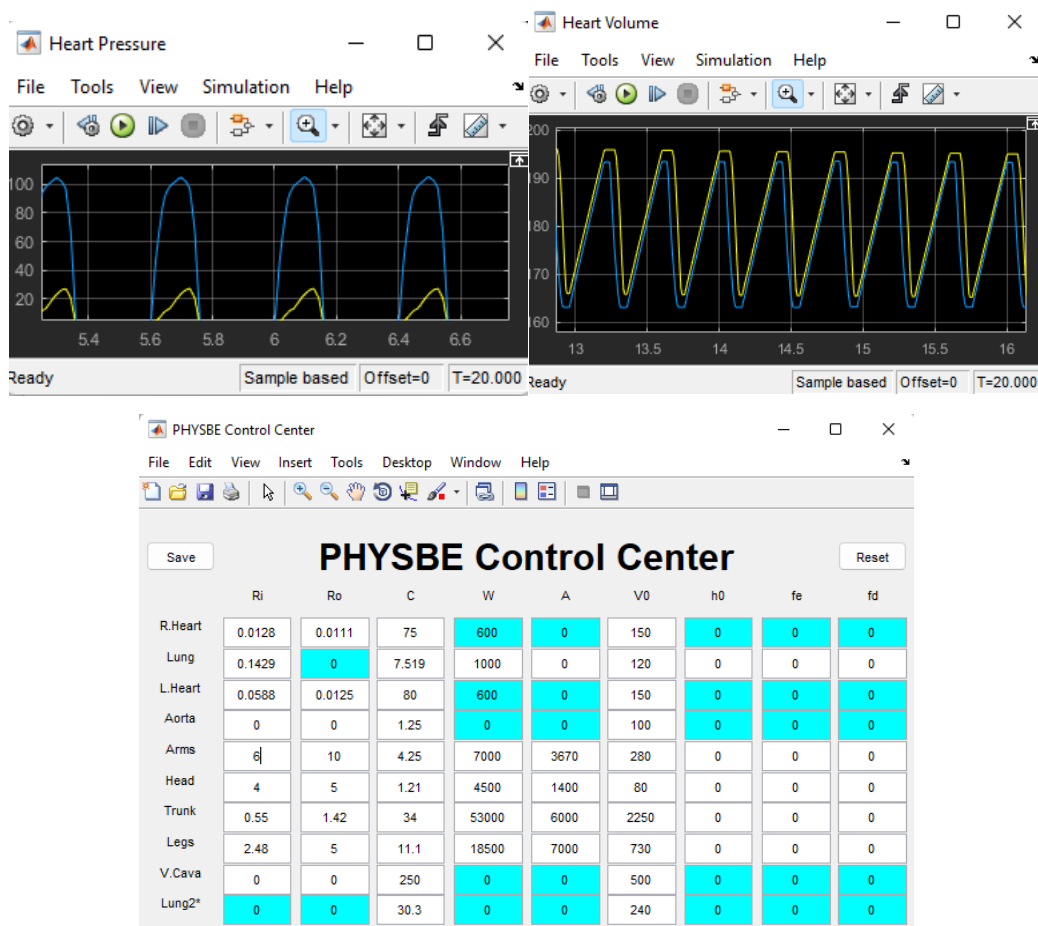 Heart Pressure
File Tools View Simulation Help
100
80
60
40
20
5.4 5.6 5.8 6 6.2 6.4 6.6
Ready Sample based Offset=0 T=20.000
Heart Volume
File Tools View Simulation Help
200
190
180
170
160
13 13.5 14 14.5 15 15.5 16
Ready Sample based Offset=0 T=20.000
PHYSBE Control Center
File Edit View Insert Tools Desktop Window Help
Save PHYSBE Control Center Reset
Ri Ro C W A V0 h0 fe fd
R.Heart 0.0128 0.0111 75 600 0 150 0 0 0
Lung 0.1429 0 7.519 1000 0 120 0 0 0
L.Heart 0.0588 0.0125 80 600 0 150 0 0 0
Aorta 0 0 1.25 0 0 100 0 0 0
Arms 6 10 4.25 7000 3670 280 0 0 0
Head 4 5 1.21 4500 1400 80 0 0 0
Trunk 0.55 1.42 34 53000 6000 2250 0 0 0
Legs 2.48 5 11.1 18500 7000 730 0 0 0
V.Cava 0 0 250 0 0 500 0 0 0
Lung2* 0 0 30.3 0 0 240 0 0 0